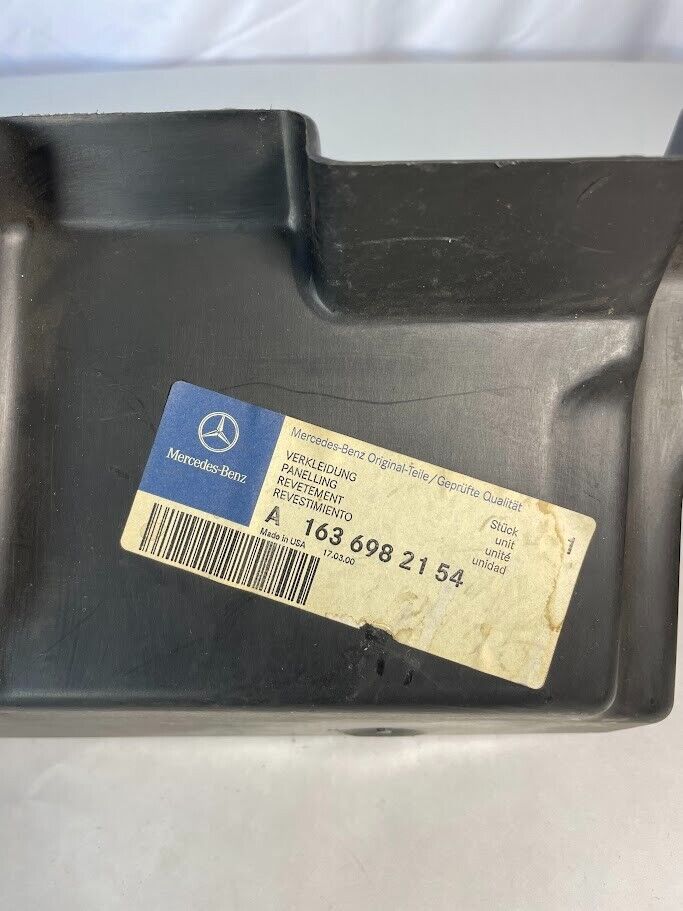 Mercedes-Benz
Mercedes-Benz Original-Teile/Geprüfte Qualität
VERKLEIDUNG
PANELLING
REVETEMENT
REVESTIMIENTO
A 163 698 21 54
Made in USA 17.03.00
Stück
unit
unité
unidad
1